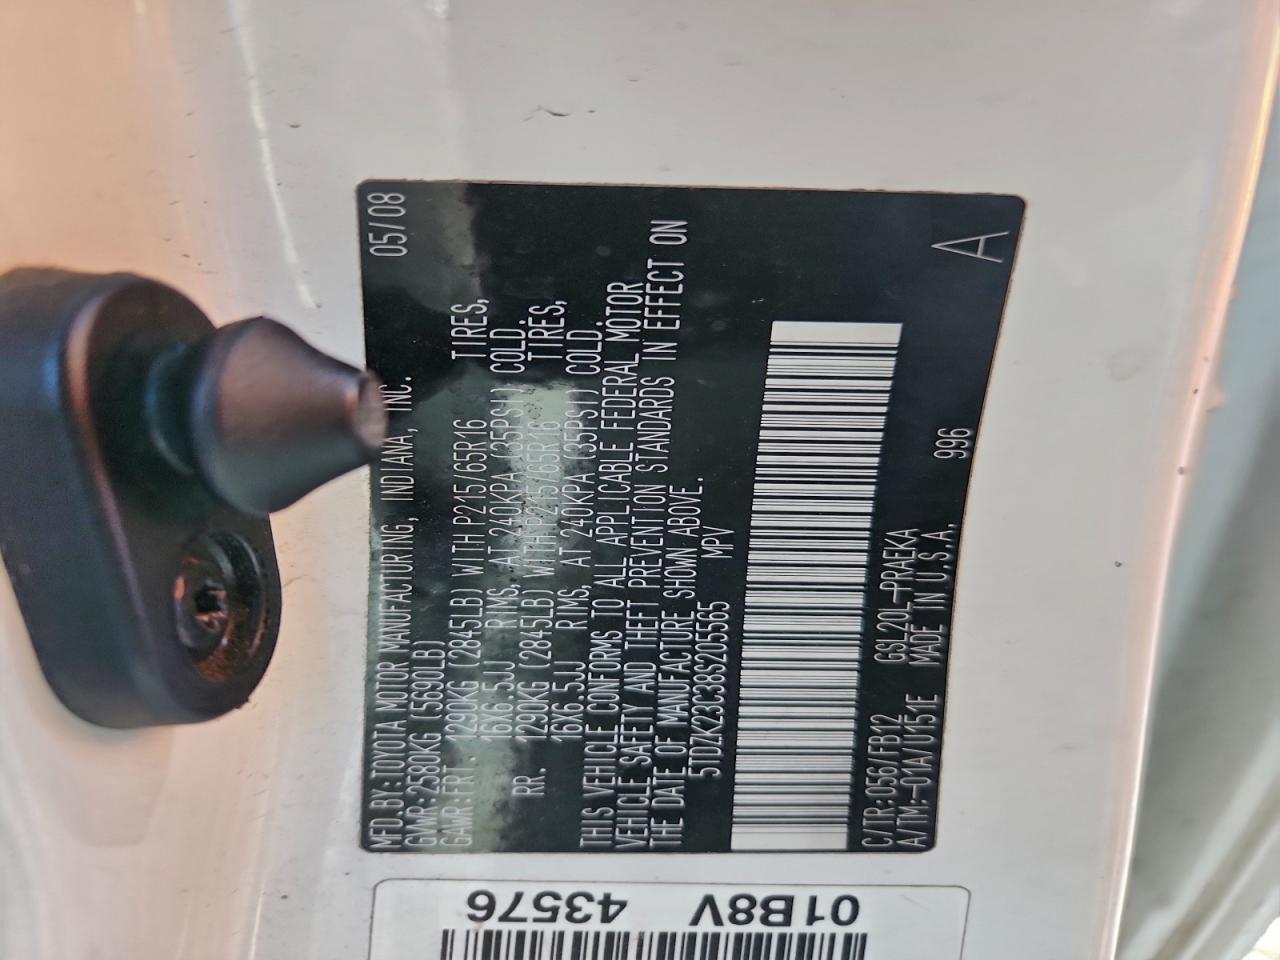 MFD.BY:TOYOTA MOTOR MANUFACTURING, INDIANA, INC. 05/08
GVWR:2580KG (5690LB)
GAWR:FRT. 1290KG (2845LB) WITH P215/65R16 TIRES,
16X6.5JJ RIMS, AT 240KPA (35PSI) COLD.
RR. 1290KG (2845LB) WITH P215/65R16 TIRES,
16X6.5JJ RIMS, AT 240KPA (35PSI) COLD.
THIS VEHICLE CONFORMS TO ALL APPLICABLE FEDERAL MOTOR
VEHICLE SAFETY AND THEFT PREVENTION STANDARDS IN EFFECT ON
THE DATE OF MANUFACTURE SHOWN ABOVE.
5TDZK23C38S205565 MPV
C/TR:056/FB12 GSL20L-PRAEKA 996 A
A/TM:-01A/U151E MADE IN U.S.A.
01B8V 43576